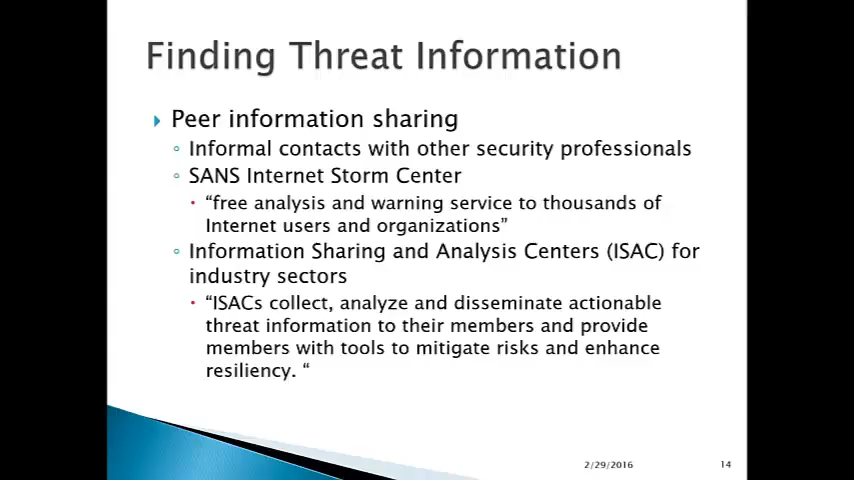 Finding Threat Information
Peer information sharing
Informal contacts with other security professionals
SANS Internet Storm Center
“free analysis and warning service to thousands of
Internet users and organizations”
Information Sharing and Analysis Centers (ISAC) for
industry sectors
“ISACs collect, analyze and disseminate actionable
threat information to their members and provide
members with tools to mitigate risks and enhance
resiliency. “
2/29/2016 14